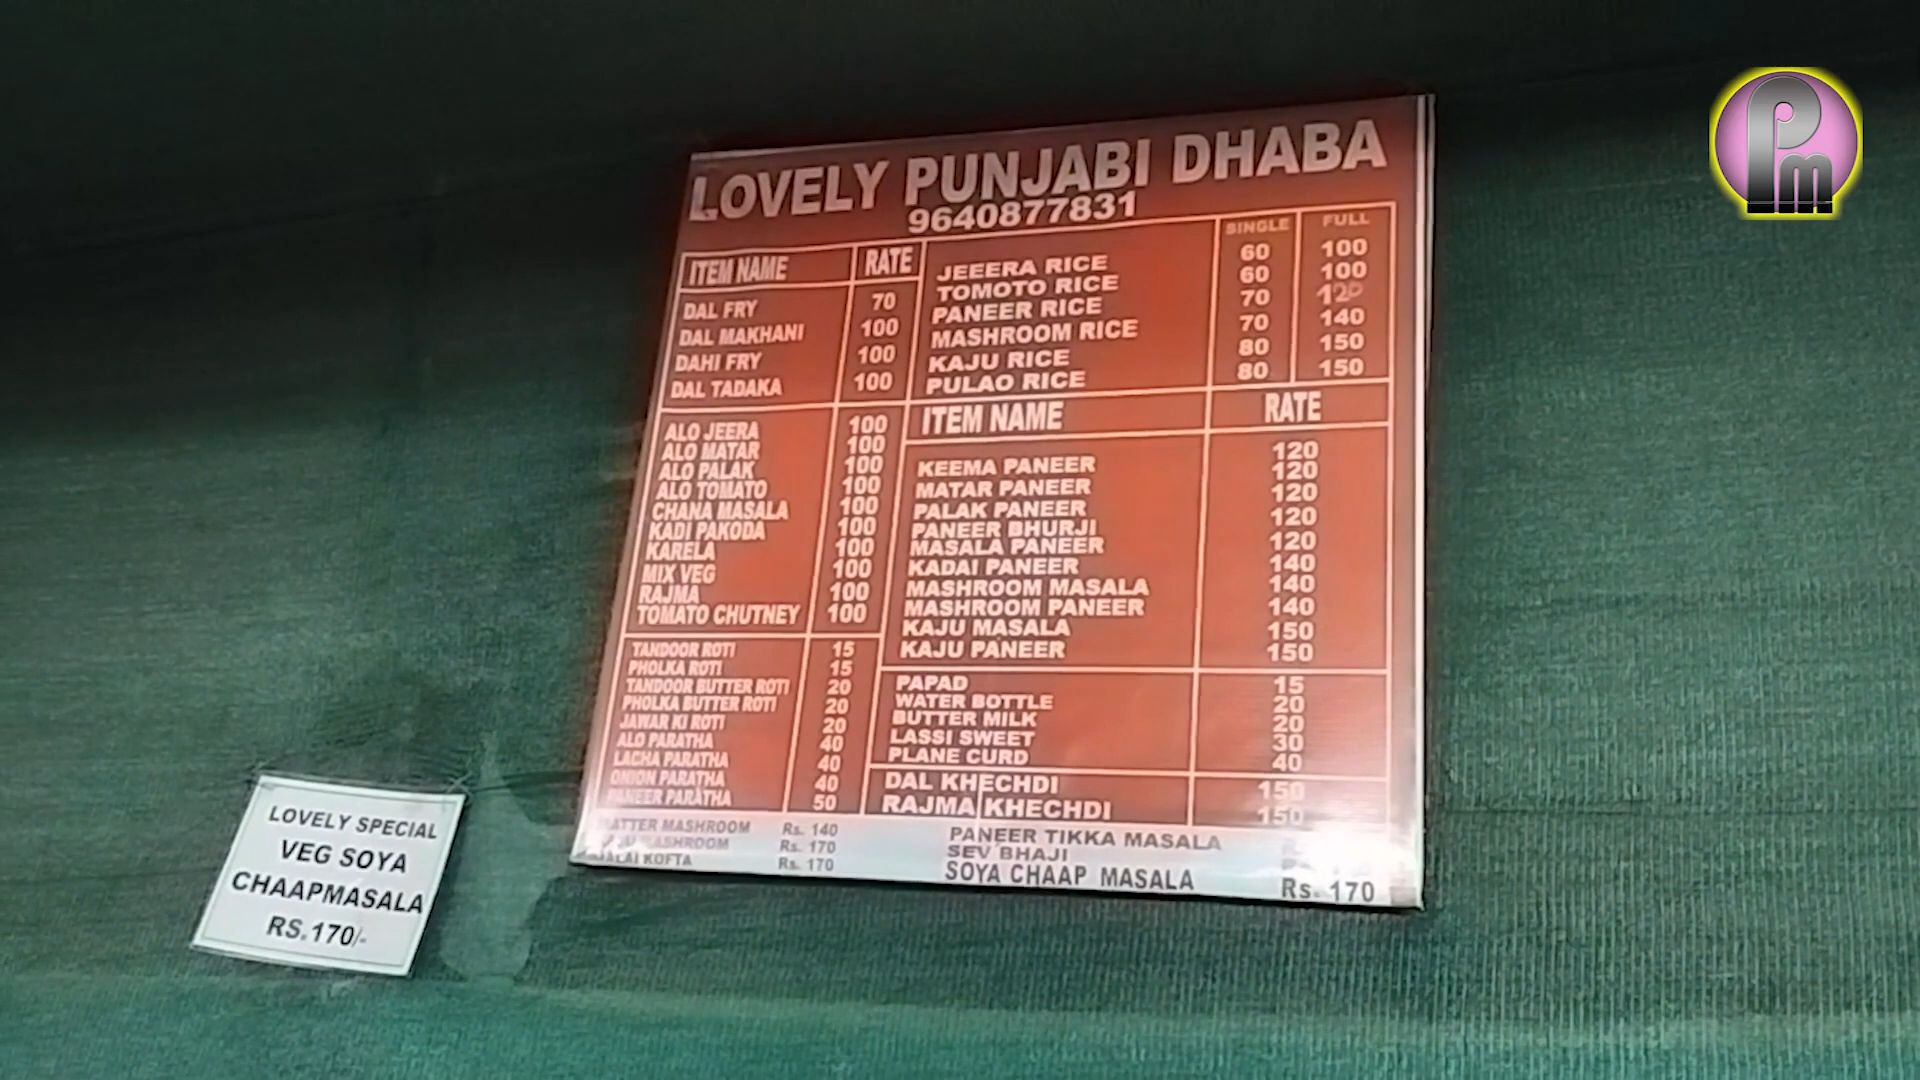 LOVELY PUNJABI DHABA
9640877831
ITEM NAME RATE
DAL FRY 70
DAL MAKHANI 100
DAHI FRY 100
DAL TADAKA 100
ALO JEERA 100
ALO MATAR 100
ALO PALAK 100
ALO TOMATO 100
CHANA MASALA 100
KADI PAKODA 100
KARELA 100
MIX VEG 100
RAJMA 100
TOMATO CHUTNEY 100
TANDOOR ROTI 15
PHOLKA ROTI 15
TANDOOR BUTTER ROTI 20
PHOLKA BUTTER ROTI 20
JAWAR KI ROTI 20
ALO PARATHA 40
LACHA PARATHA 40
ONION PARATHA 40
PANEER PARATHA 50
SINGLE FULL
JEEERA RICE 60 100
TOMOTO RICE 60 100
PANEER RICE 70 120
MASHROOM RICE 70 140
KAJU RICE 80 150
PULAO RICE 80 150
ITEM NAME RATE
KEEMA PANEER 120
MATAR PANEER 120
PALAK PANEER 120
PANEER BHURJI 120
MASALA PANEER 120
KADAI PANEER 140
MASHROOM MASALA 140
MASHROOM PANEER 140
KAJU MASALA 150
KAJU PANEER 150
PAPAD 15
WATER BOTTLE 20
BUTTER MILK 20
LASSI SWEET 30
PLANE CURD 40
DAL KHECHDI 150
RAJMA KHECHDI 150
MASHROOM Rs. 140
MASHROOM Rs. 170
KOFTA Rs. 170
PANEER TIKKA MASALA
SEV BHAJI
SOYA CHAAP MASALA Rs. 170
LOVELY SPECIAL
VEG SOYA
CHAAPMASALA
RS.170/-
Pm